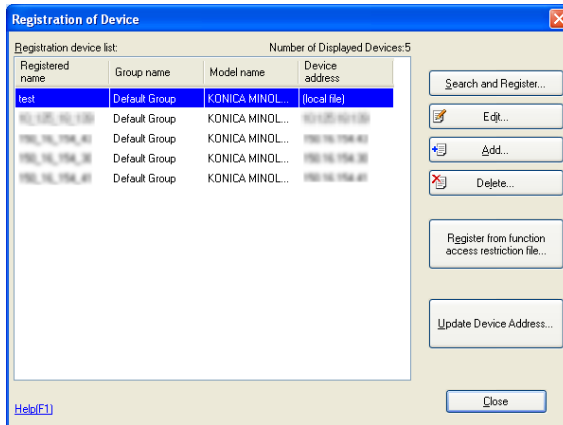 Registration of Device
Registration device list: Number of Displayed Devices:5
Registered name Group name Model name Device address
test Default Group KONICA MINOL... (local file)
Default Group KONICA MINOL...
Default Group KONICA MINOL...
Default Group KONICA MINOL...
Default Group KONICA MINOL...
Search and Register...
Edit...
Add...
Delete...
Register from function
access restriction file...
Update Device Address...
Close
Help(F1)